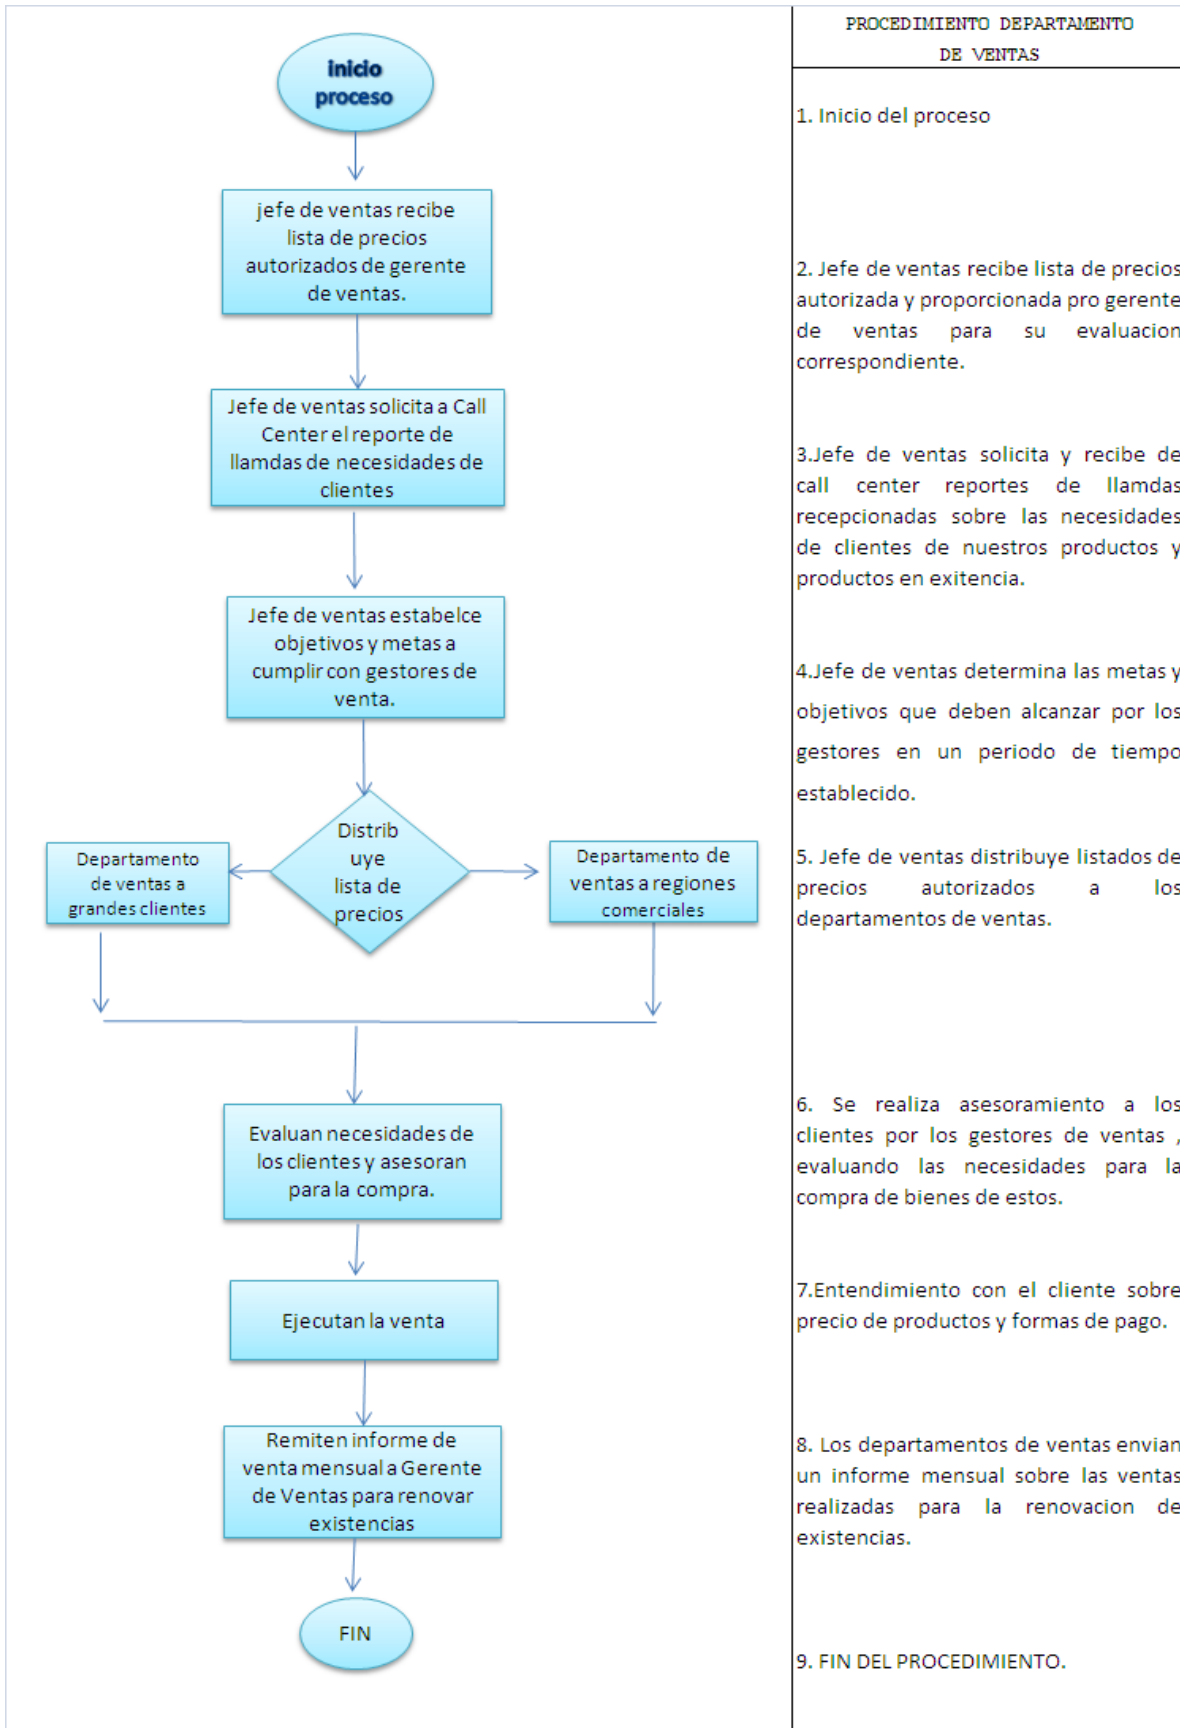 inicio
proceso
jefe de ventas recibe
lista de precios
autorizados de gerente
de ventas.
Jefe de ventas solicita a Call
Center el reporte de
llamdas de necesidades de
clientes
Jefe de ventas estabelce
objetivos y metas a
cumplir con gestores de
venta.
Distrib
uye
lista de
precios
Departamento
de ventas a
grandes clientes
Departamento de
ventas a regiones
comerciales
Evaluan necesidades de
los clientes y asesoran
para la compra.
Ejecutan la venta
Remiten informe de
venta mensual a Gerente
de Ventas para renovar
existencias
FIN
PROCEDIMIENTO DEPARTAMENTO
DE VENTAS
1. Inicio del proceso
2. Jefe de ventas recibe lista de precios
autorizada y proporcionada pro gerente
de ventas para su evaluacion
correspondiente.
3.Jefe de ventas solicita y recibe de
call center reportes de llamdas
recepcionadas sobre las necesidades
de clientes de nuestros productos y
productos en exitencia.
4.Jefe de ventas determina las metas y
objetivos que deben alcanzar por los
gestores en un periodo de tiempo
establecido.
5. Jefe de ventas distribuye listados de
precios autorizados a los
departamentos de ventas.
6. Se realiza asesoramiento a los
clientes por los gestores de ventas ,
evaluando las necesidades para la
compra de bienes de estos.
7.Entendimiento con el cliente sobre
precio de productos y formas de pago.
8. Los departamentos de ventas envian
un informe mensual sobre las ventas
realizadas para la renovacion de
existencias.
9. FIN DEL PROCEDIMIENTO.